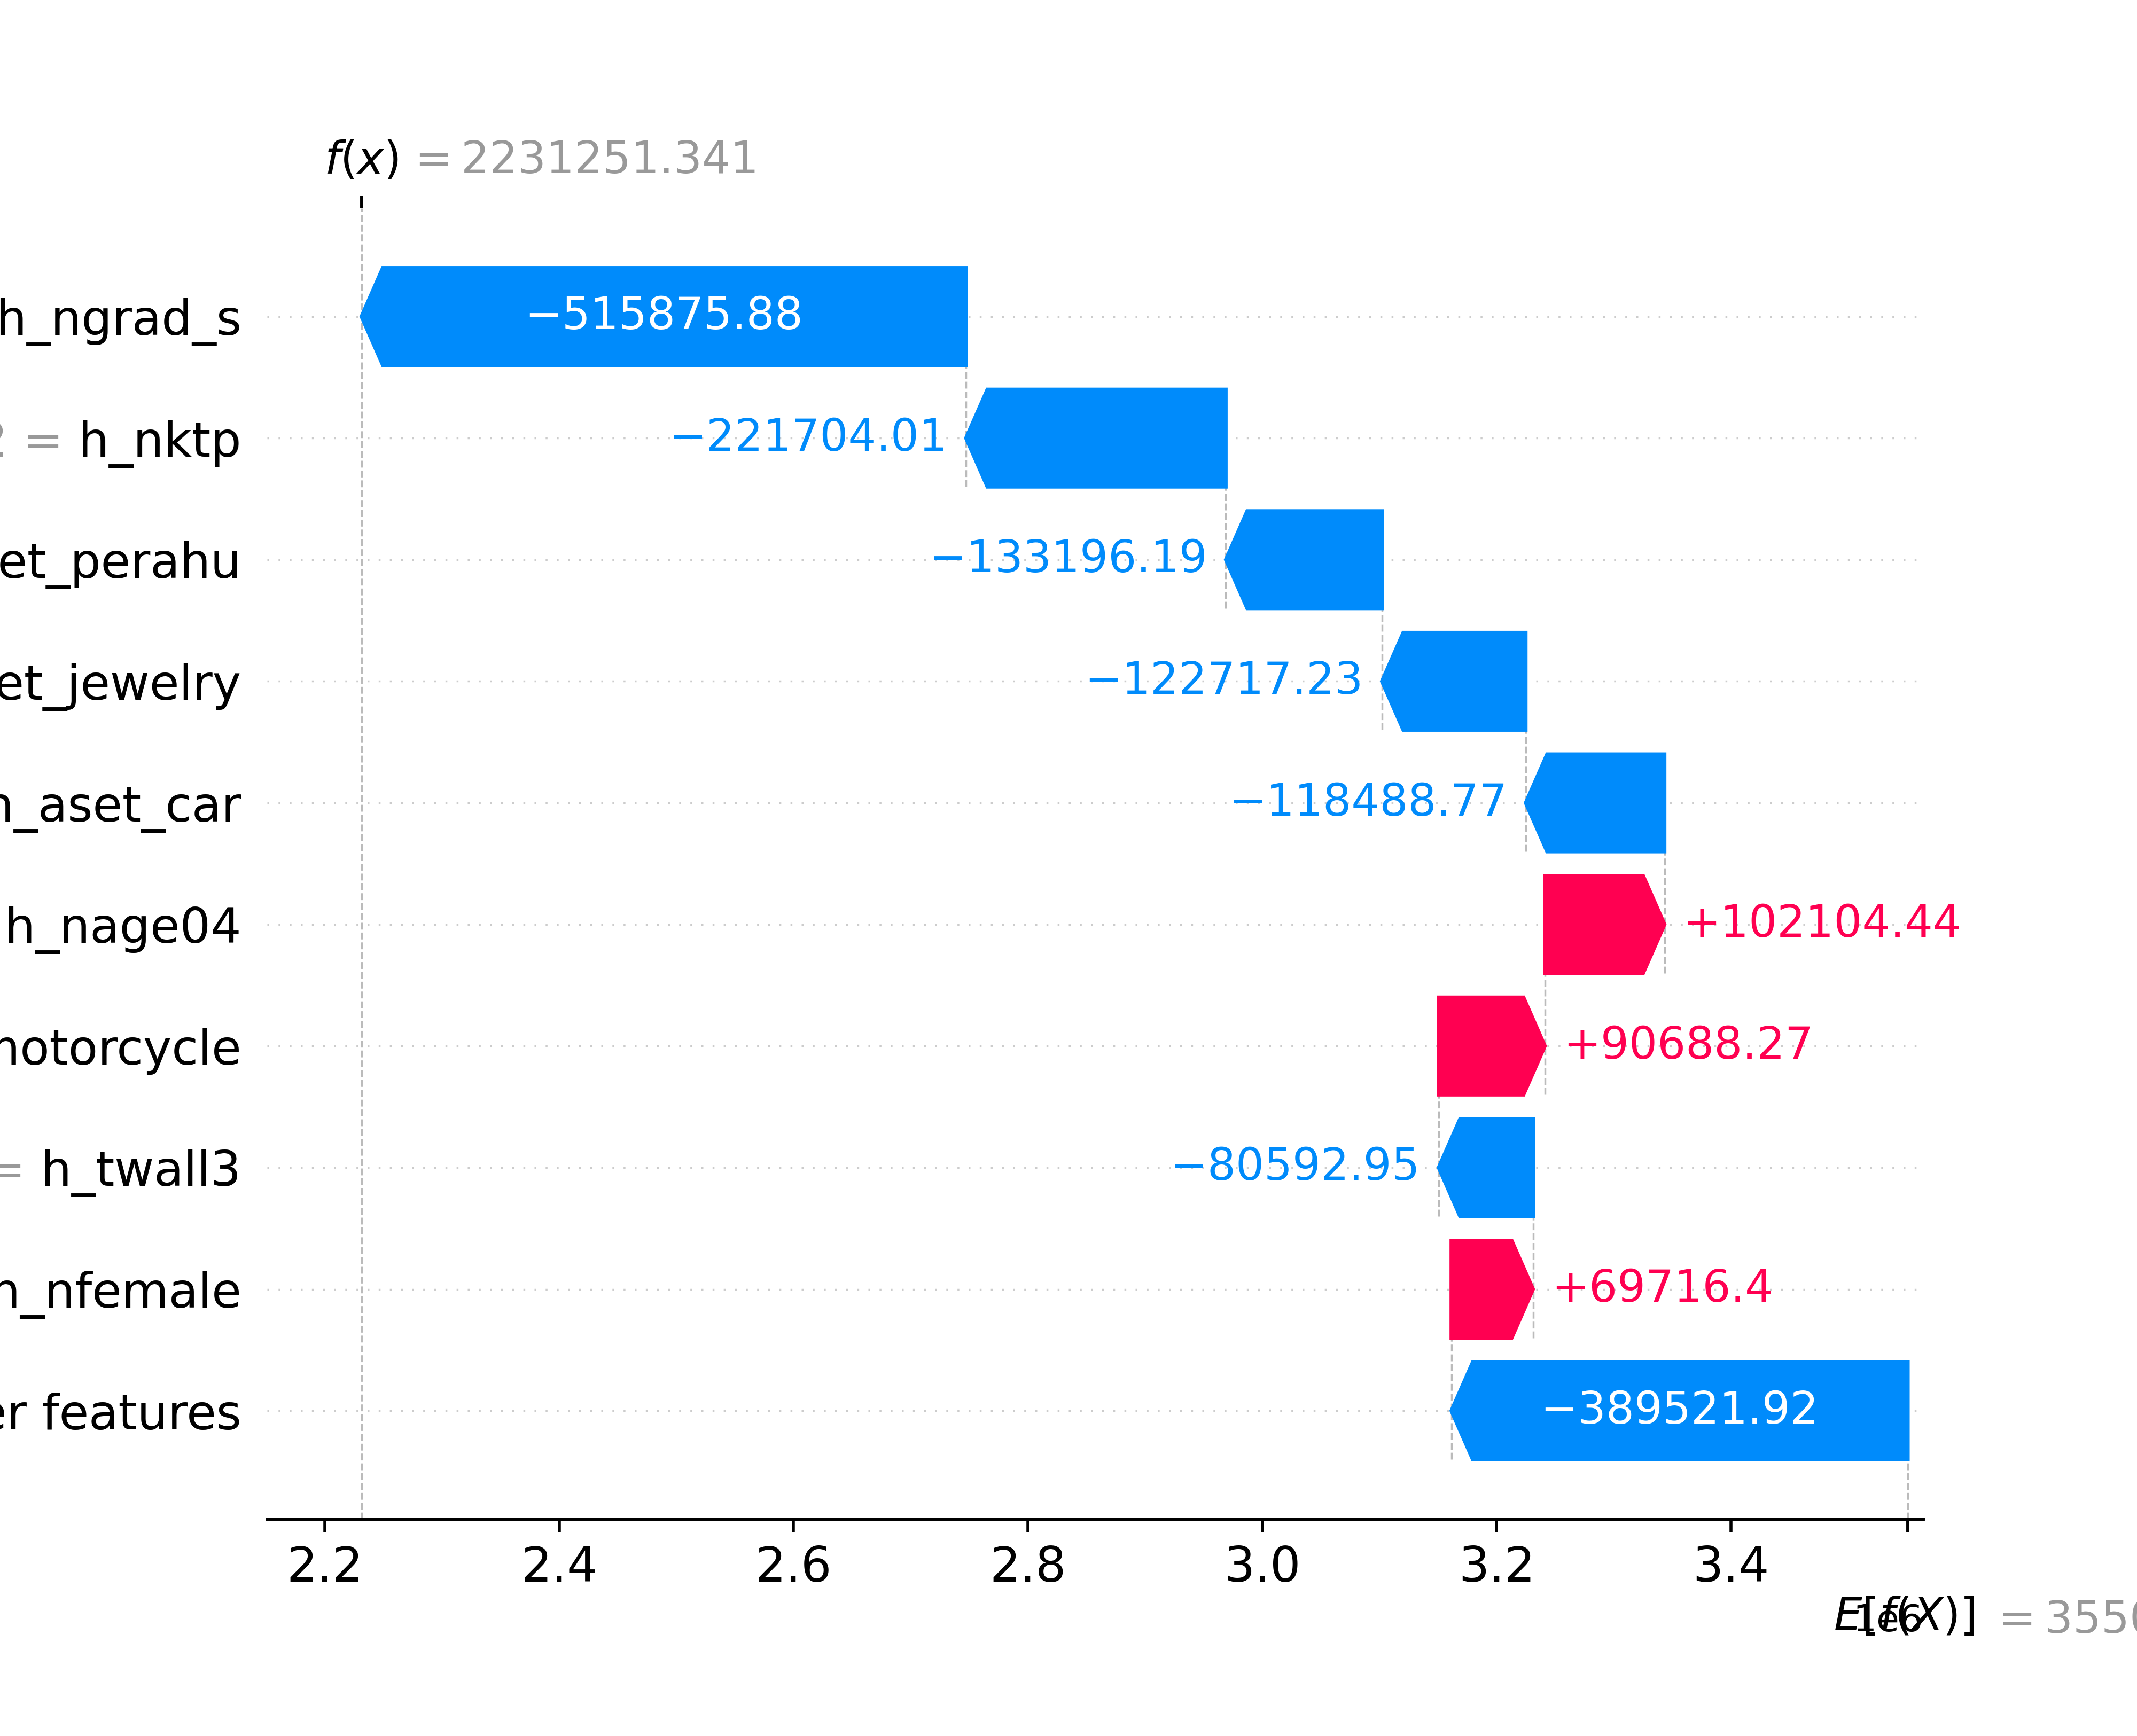 f(x) = 2231251.341
h_ngrad_s −515875.88
= h_nktp −221704.01
et_perahu −133196.19
et_jewelry −122717.23
_aset_car −118488.77
h_nage04 +102104.44
otorcycle +90688.27
= h_twall3 −80592.95
_nfemale +69716.4
er features −389521.92
2.2 2.4 2.6 2.8 3.0 3.2 3.4
1e6
E[f(X)] = 355